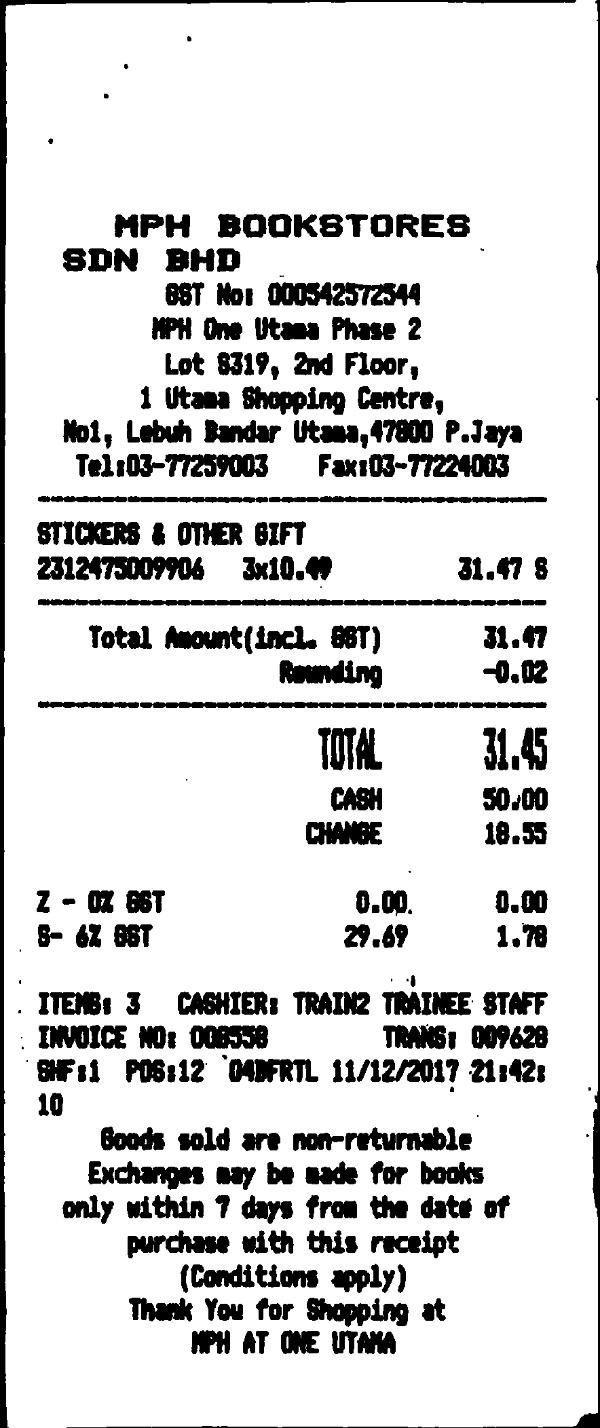 MPH BOOKSTORES
SDN BHD
GST No: 000542572544
MPH One Utama Phase 2
Lot S319, 2nd Floor,
1 Utama Shopping Centre,
No1, Lebuh Bandar Utama,47800 P.Jaya
Tel:03-77259003 Fax:03-77224003
STICKERS & OTHER GIFT
2312475009906 3x10.49 31.47 S
Total Amount(incl. GST) 31.47
Rounding -0.02
TOTAL 31.45
CASH 50.00
CHANGE 18.55
Z - 0% GST 0.00 0.00
S- 6% GST 29.69 1.78
ITEMS: 3 CASHIER: TRAIN2 TRAINEE STAFF
INVOICE NO: 008558 TRANS: 009628
SHF:1 POS:12 04BFRTL 11/12/2017 21:42:
10
Goods sold are non-returnable
Exchanges may be made for books
only within 7 days from the date of
purchase with this receipt
(Conditions apply)
Thank You for Shopping at
MPH AT ONE UTAMA